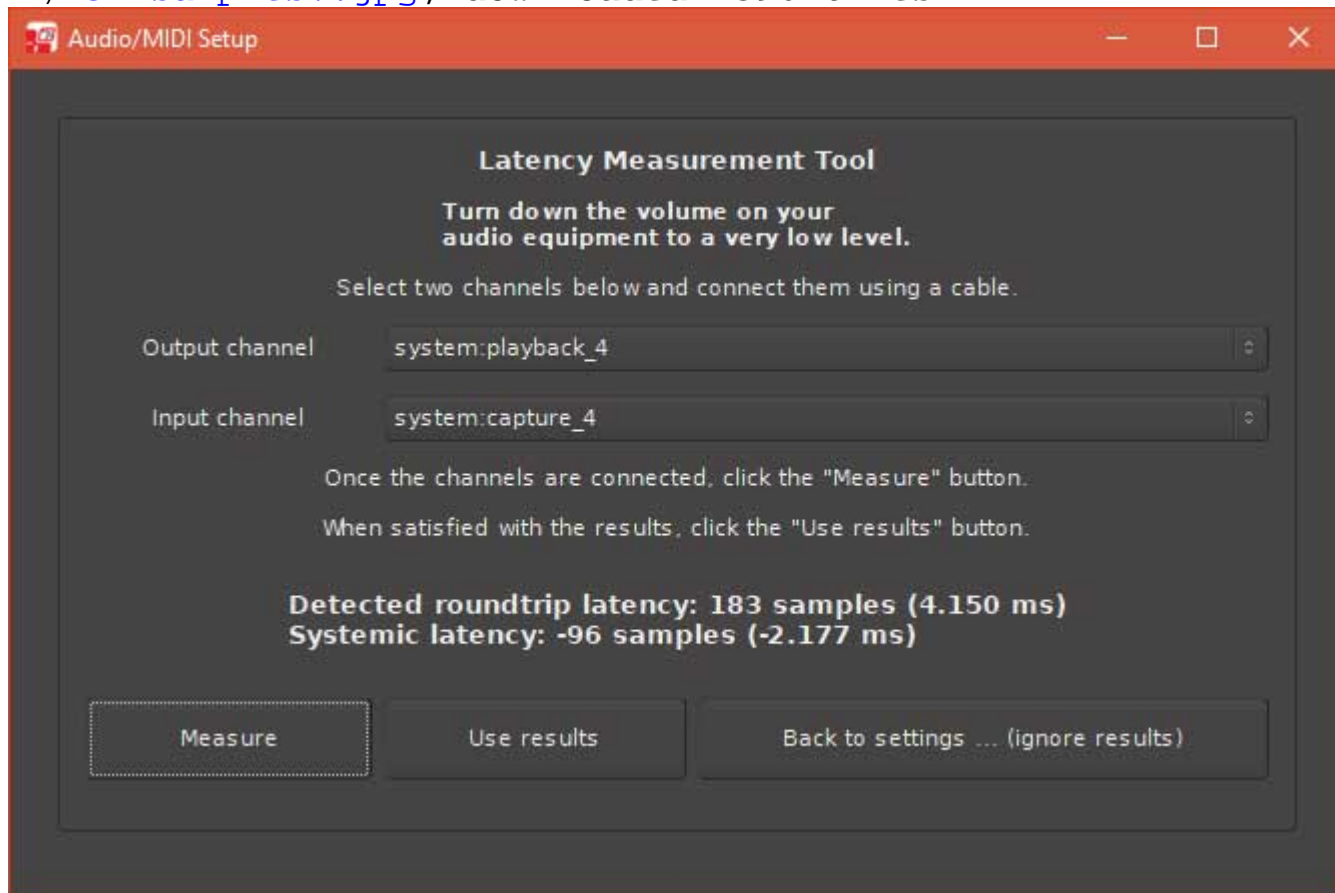 Audio/MIDI Setup
Latency Measurement Tool
Turn down the volume on your
audio equipment to a very low level.
Select two channels below and connect them using a cable.
Output channel
system:playback_4
Input channel
system:capture_4
Once the channels are connected, click the "Measure" button.
When satisfied with the results, click the "Use results" button.
Detected roundtrip latency: 183 samples (4.150 ms)
Systemic latency: -96 samples (-2.177 ms)
Measure
Use results
Back to settings ... (ignore results)